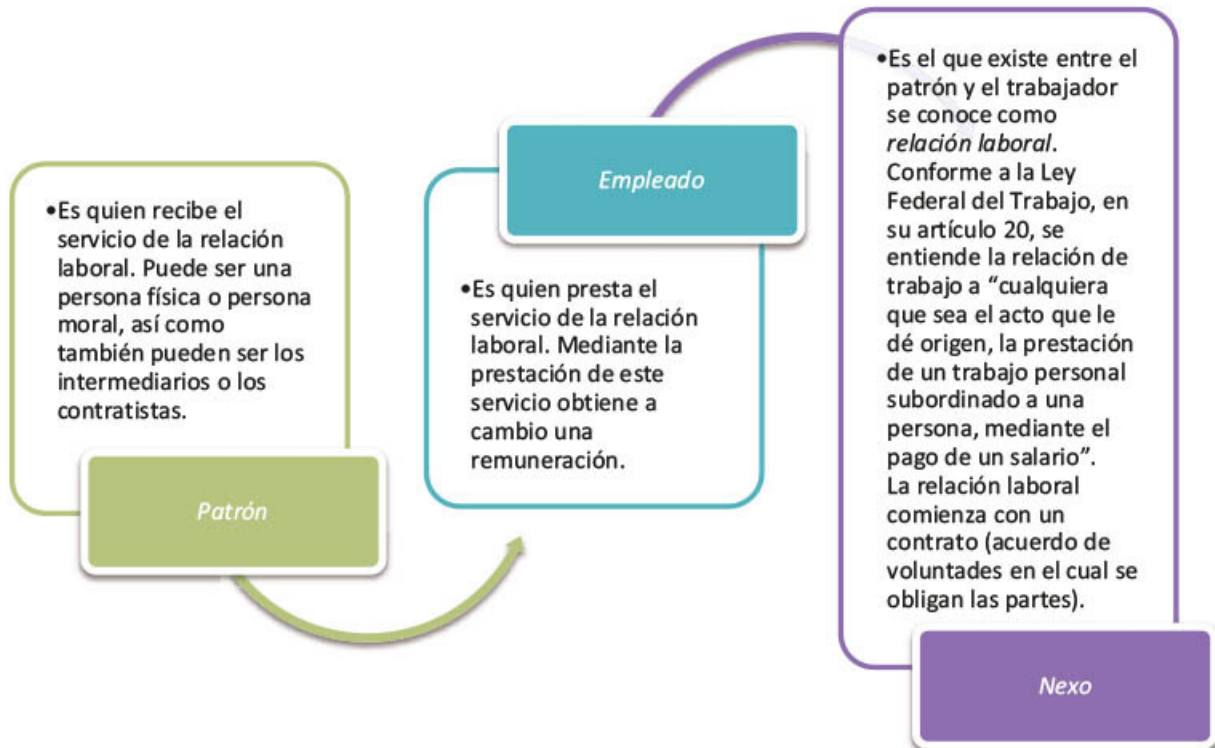 •Es quien recibe el
servicio de la relación
laboral. Puede ser una
persona física o persona
moral, así como
también pueden ser los
intermediarios o los
contratistas.
Patrón
Empleado
•Es quien presta el
servicio de la relación
laboral. Mediante la
prestación de este
servicio obtiene a
cambio una
remuneración.
•Es el que existe entre el
patrón y el trabajador
se conoce como
relación laboral.
Conforme a la Ley
Federal del Trabajo, en
su artículo 20, se
entiende la relación de
trabajo a “cualquiera
que sea el acto que le
dé origen, la prestación
de un trabajo personal
subordinado a una
persona, mediante el
pago de un salario”.
La relación laboral
comienza con un
contrato (acuerdo de
voluntades en el cual se
obligan las partes).
Nexo